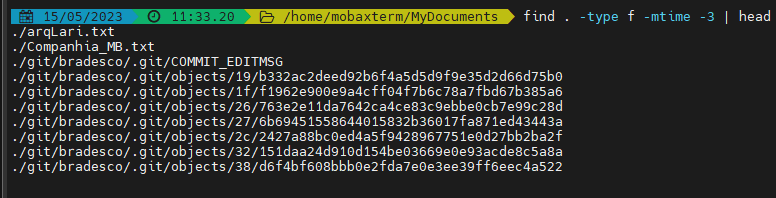 15/05/2023 11:33.20 /home/mobaxterm/MyDocuments find . -type f -mtime -3 | head
./arqLari.txt
./Companhia_MB.txt
./git/bradesco/.git/COMMIT_EDITMSG
./git/bradesco/.git/objects/19/b332ac2deed92b6f4a5d5d9f9e35d2d66d75b0
./git/bradesco/.git/objects/1f/f1962e900e9a4cff04f7b6c78a7fbd67b385a6
./git/bradesco/.git/objects/26/763e2e11da7642ca4ce83c9ebbe0cb7e99c28d
./git/bradesco/.git/objects/27/6b69451558644015832b36017fa871ed43443a
./git/bradesco/.git/objects/2c/2427a88bc0ed4a5f9428967751e0d27bb2ba2f
./git/bradesco/.git/objects/32/151daa24d910d154be03669e0e93acde8c5a8a
./git/bradesco/.git/objects/38/d6f4bf608bbb0e2fda7e0e3ee39ff6eec4a522